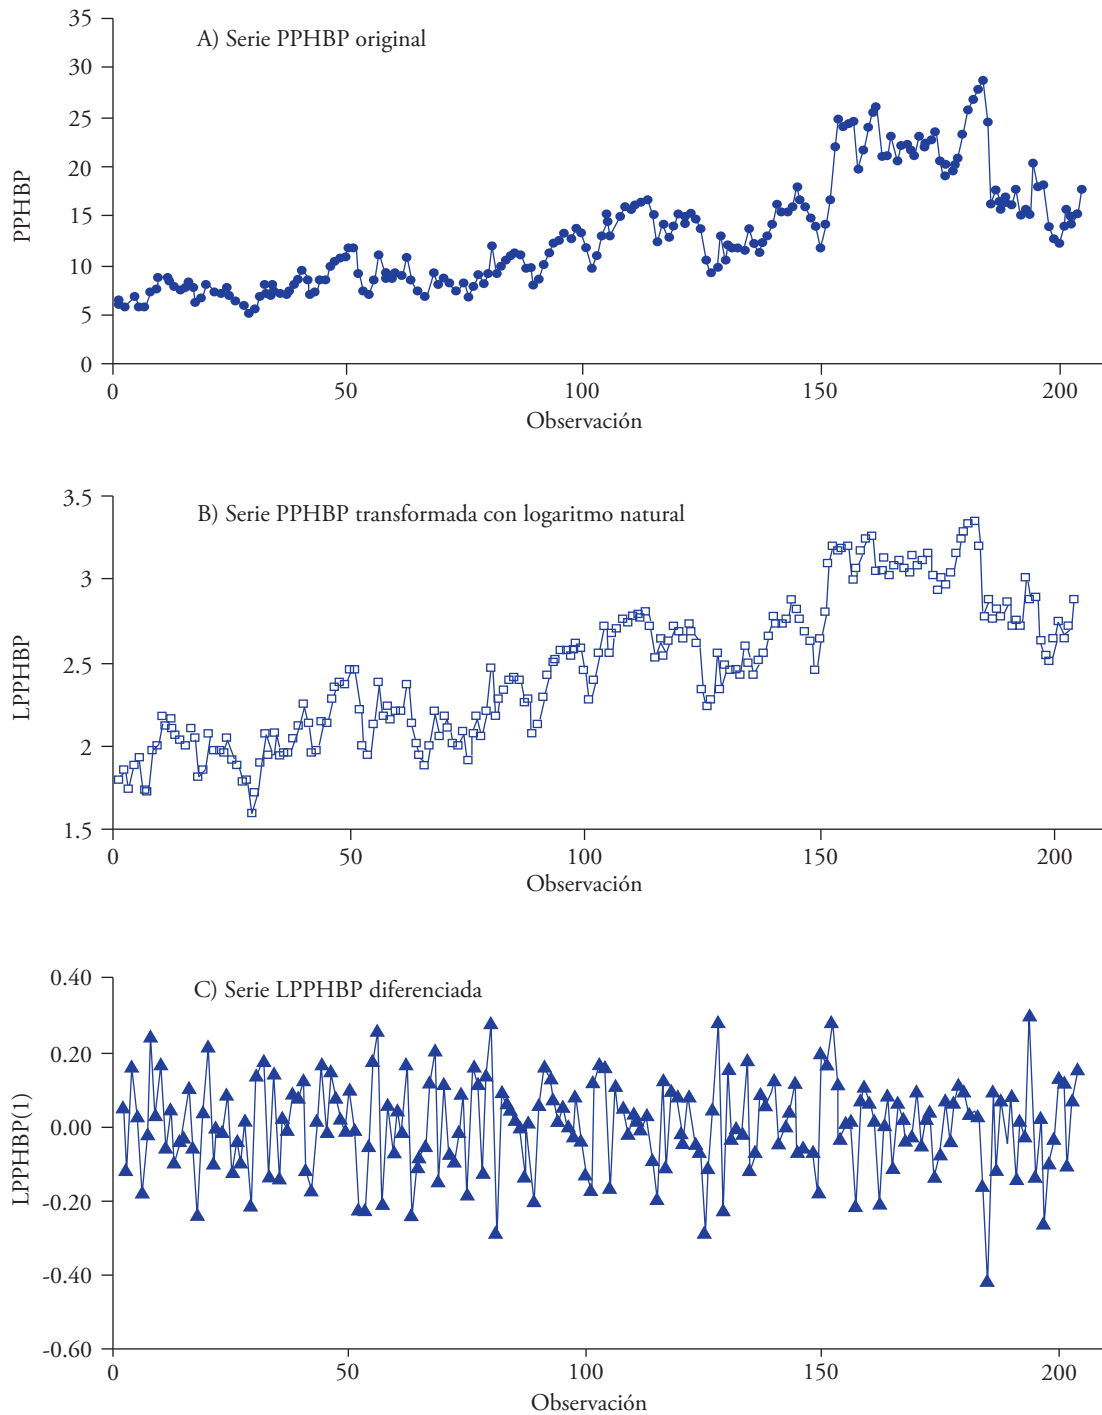 A) Serie PPHBP original
PPHBP
35
30
25
20
15
10
5
0
0 50 100 150 200
Observación
B) Serie PPHBP transformada con logaritmo natural
LPPHBP
3.5
3
2.5
2
1.5
0 50 100 150 200
Observación
C) Serie LPPHBP diferenciada
LPPHBP(1)
0.40
0.20
0.00
-0.20
-0.40
-0.60
0 50 100 150 200
Observación